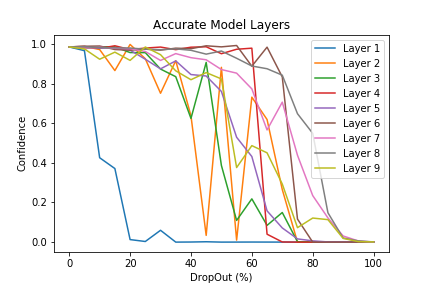 Accurate Model Layers
Confidence
1.0
0.8
0.6
0.4
0.2
0.0
0
20
40
60
80
100
DropOut (%)
Layer 1
Layer 2
Layer 3
Layer 4
Layer 5
Layer 6
Layer 7
Layer 8
Layer 9